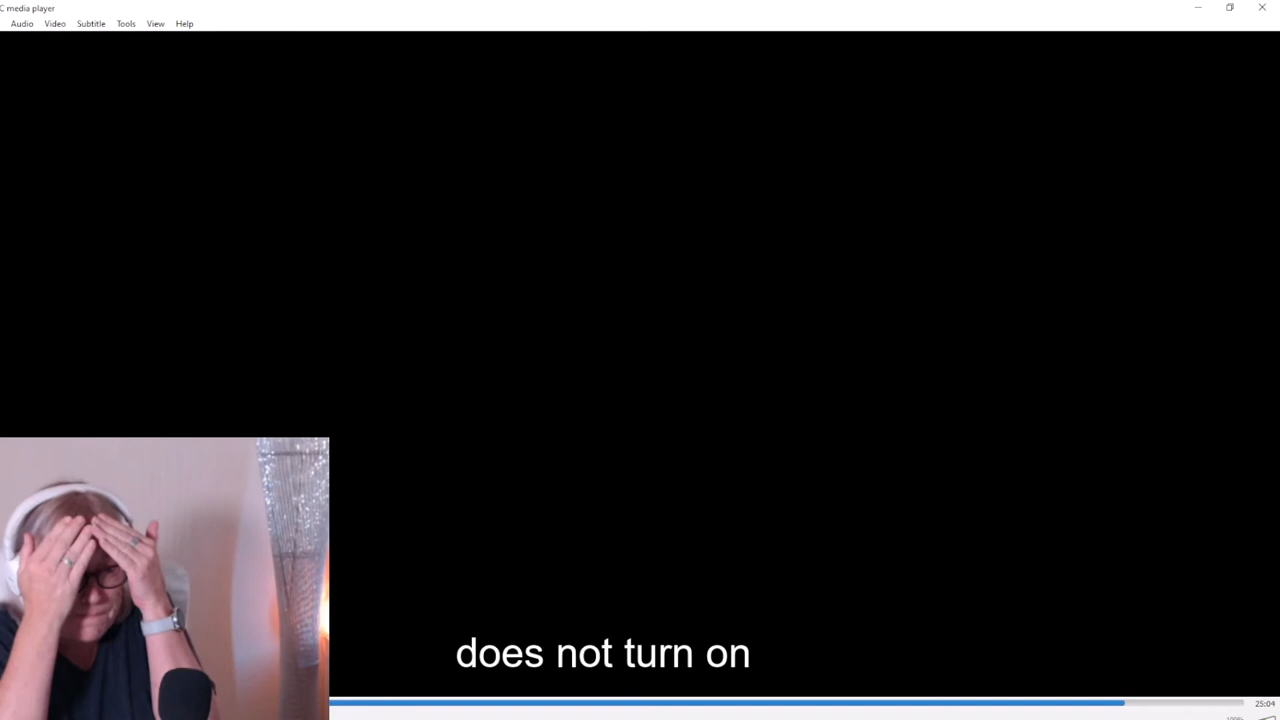 C media player
Audio Video Subtitle Tools View Help
does not turn on
25:04